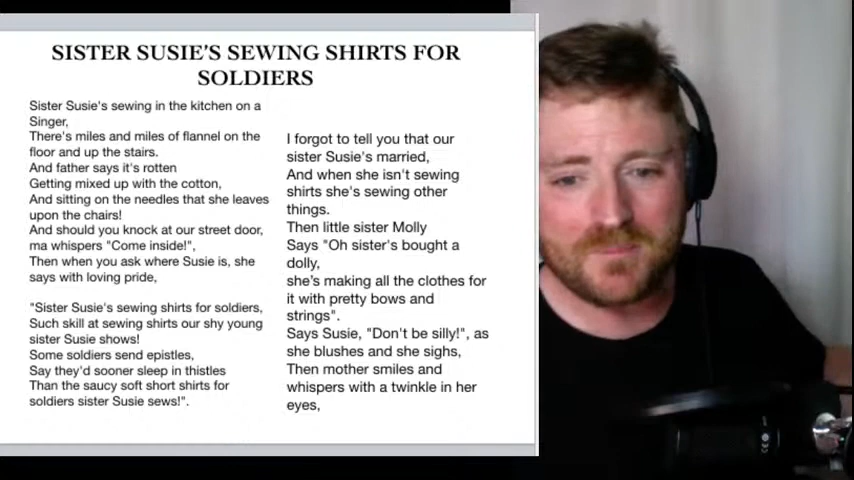 SISTER SUSIE'S SEWING SHIRTS FOR
SOLDIERS
Sister Susie's sewing in the kitchen on a
Singer,
There's miles and miles of flannel on the
floor and up the stairs.
And father says it's rotten
Getting mixed up with the cotton,
And sitting on the needles that she leaves
upon the chairs!
And should you knock at our street door,
ma whispers "Come inside!",
Then when you ask where Susie is, she
says with loving pride,
"Sister Susie's sewing shirts for soldiers,
Such skill at sewing shirts our shy young
sister Susie shows!
Some soldiers send epistles,
Say they'd sooner sleep in thistles
Than the saucy soft short shirts for
soldiers sister Susie sews!".
I forgot to tell you that our
sister Susie's married,
And when she isn't sewing
shirts she's sewing other
things.
Then little sister Molly
Says "Oh sister's bought a
dolly,
she's making all the clothes for
it with pretty bows and
strings".
Says Susie, "Don't be silly!", as
she blushes and she sighs,
Then mother smiles and
whispers with a twinkle in her
eyes,